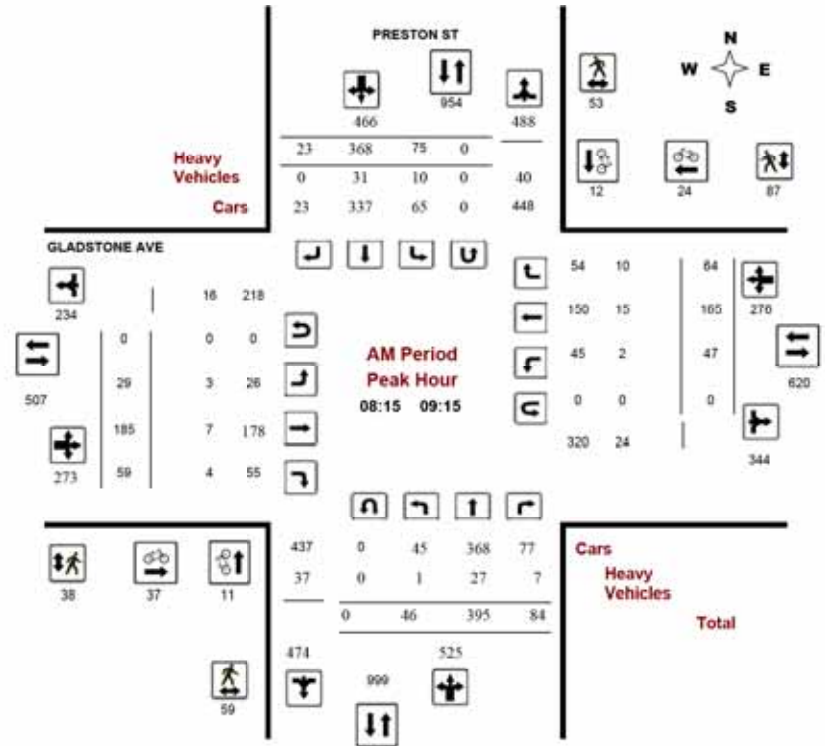 PRESTON ST
N
W E
S
954
53
466 488
23 368 75 0
Heavy
Vehicles
0 31 10 0 40
Cars
23 337 65 0 448
12 24 87
GLADSTONE AVE
234
16 218
0 0 0
507
29 3 26
185 7 178
273
59 4 55
AM Period
Peak Hour
08:15 09:15
54 10 64
150 15 165
276
45 2 47
620
0 0 0
320 24
344
437 0 45 368 77
37 0 1 27 7
0 46 395 84
Cars
Heavy
Vehicles
Total
38 37 11
474 525
999
59